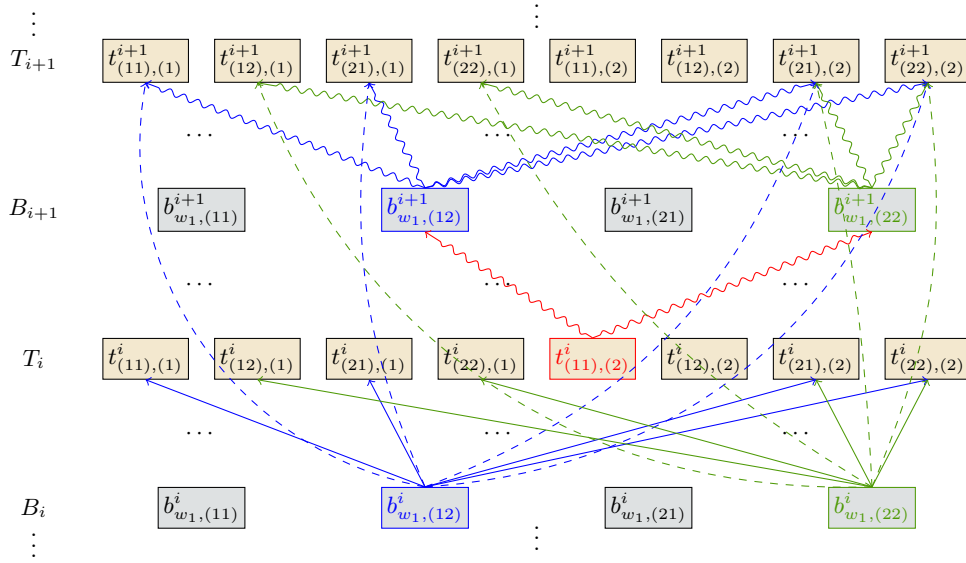 ⋮ ⋮
T_{i+1} t^{i+1}_{(11),(1)} t^{i+1}_{(12),(1)} t^{i+1}_{(21),(1)} t^{i+1}_{(22),(1)} t^{i+1}_{(11),(2)} t^{i+1}_{(12),(2)} t^{i+1}_{(21),(2)} t^{i+1}_{(22),(2)}
… … …
B_{i+1} b^{i+1}_{w_1,(11)} b^{i+1}_{w_1,(12)} b^{i+1}_{w_1,(21)} b^{i+1}_{w_1,(22)}
… … …
T_i t^i_{(11),(1)} t^i_{(12),(1)} t^i_{(21),(1)} t^i_{(22),(1)} t^i_{(11),(2)} t^i_{(12),(2)} t^i_{(21),(2)} t^i_{(22),(2)}
… … …
B_i b^i_{w_1,(11)} b^i_{w_1,(12)} b^i_{w_1,(21)} b^i_{w_1,(22)}
⋮ ⋮